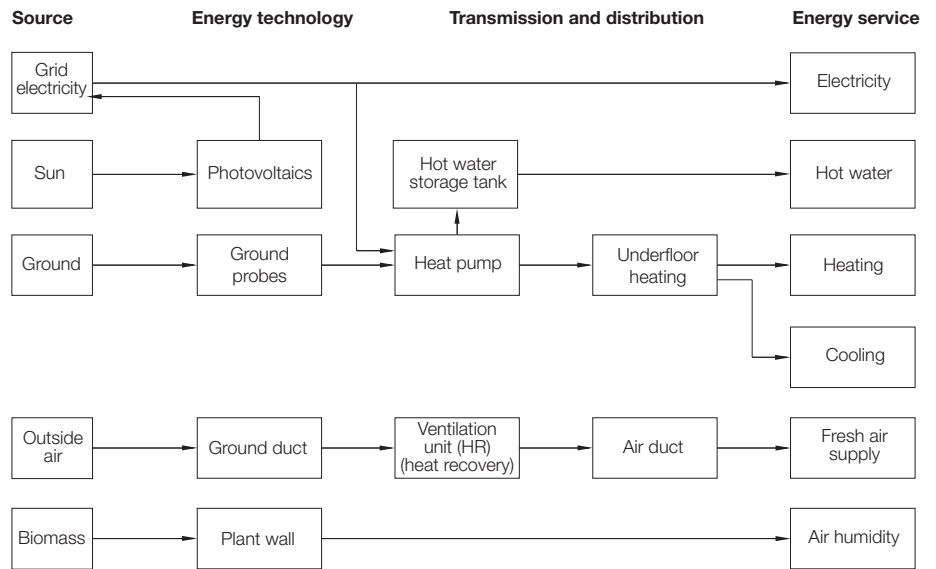 Source
Energy technology
Transmission and distribution
Energy service
Grid
electricity
Electricity
Sun
Photovoltaics
Hot water
storage tank
Hot water
Ground
Ground
probes
Heat pump
Underfloor
heating
Heating
Cooling
Outside
air
Ground duct
Ventilation
unit (HR)
(heat recovery)
Air duct
Fresh air
supply
Biomass
Plant wall
Air humidity